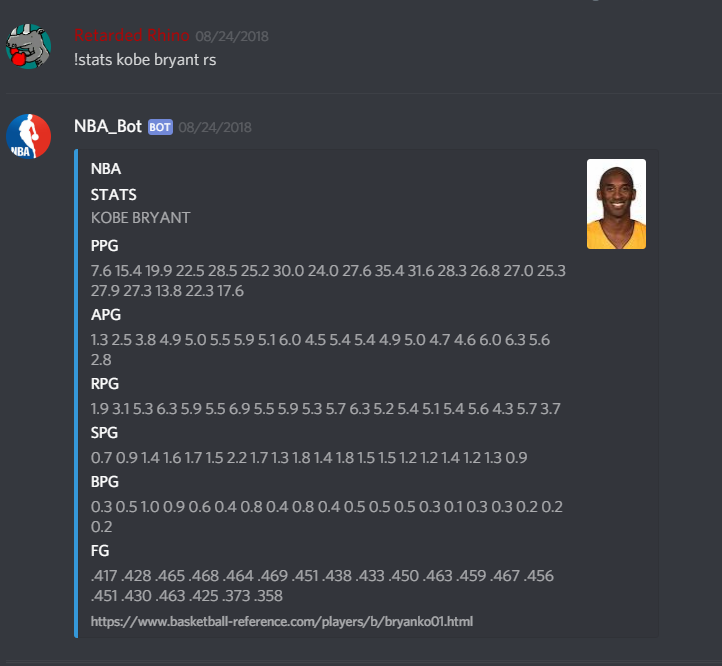 Retarded Rhino 08/24/2018
!stats kobe bryant rs
NBA_Bot BOT 08/24/2018
NBA
NBA
STATS
KOBE BRYANT
PPG
7.6 15.4 19.9 22.5 28.5 25.2 30.0 24.0 27.6 35.4 31.6 28.3 26.8 27.0 25.3
27.9 27.3 13.8 22.3 17.6
APG
1.3 2.5 3.8 4.9 5.0 5.5 5.9 5.1 6.0 4.5 5.4 5.4 4.9 5.0 4.7 4.6 6.0 6.3 5.6
2.8
RPG
1.9 3.1 5.3 6.3 5.9 5.5 6.9 5.5 5.9 5.3 5.7 6.3 5.2 5.4 5.1 5.4 5.6 4.3 5.7 3.7
SPG
0.7 0.9 1.4 1.6 1.7 1.5 2.2 1.7 1.3 1.8 1.4 1.8 1.5 1.5 1.2 1.2 1.4 1.2 1.3 0.9
BPG
0.3 0.5 1.0 0.9 0.6 0.4 0.8 0.4 0.8 0.4 0.5 0.5 0.5 0.3 0.1 0.3 0.3 0.2 0.2
0.2
FG
.417 .428 .465 .468 .464 .469 .451 .438 .433 .450 .463 .459 .467 .456
.451 .430 .463 .425 .373 .358
https://www.basketball-reference.com/players/b/bryanko01.html